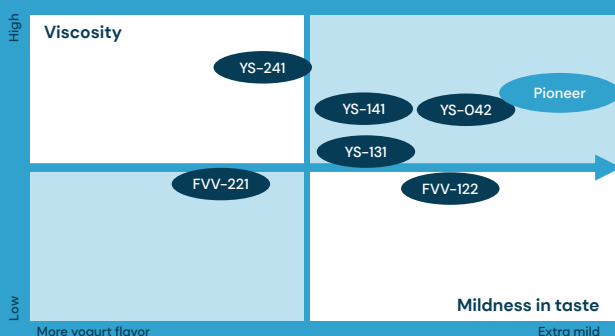 High
Viscosity
YS-241
Pioneer
YS-141
YS-042
YS-131
FVV-221
FVV-122
Low
Mildness in taste
More yogurt flavor
Extra mild